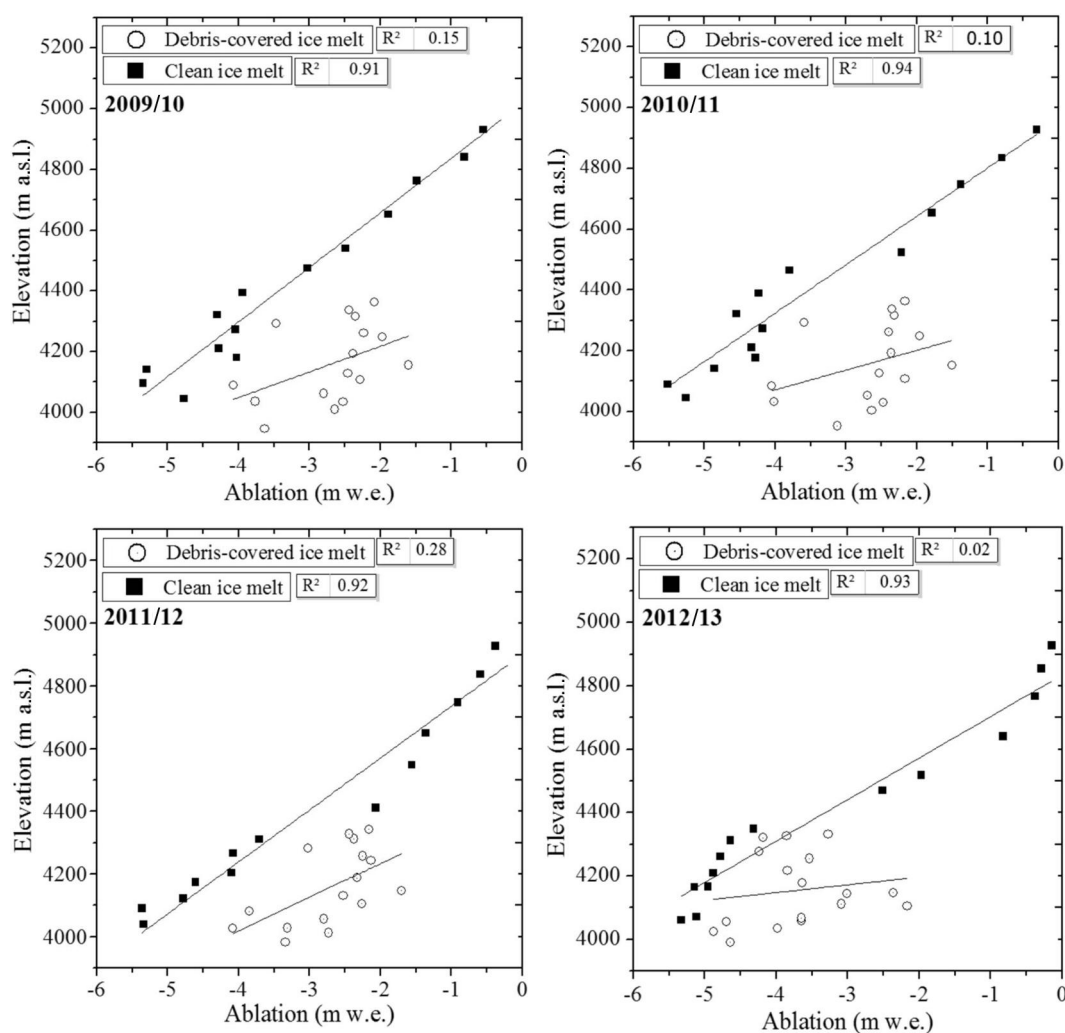 Debris-covered ice melt R² 0.15
Clean ice melt R² 0.91
2009/10
5200
5000
4800
4600
4400
4200
4000
Elevation (m a.s.l.)
-6 -5 -4 -3 -2 -1 0
Ablation (m w.e.)
Debris-covered ice melt R² 0.10
Clean ice melt R² 0.94
2010/11
5200
5000
4800
4600
4400
4200
4000
Elevation (m a.s.l.)
-6 -5 -4 -3 -2 -1 0
Ablation (m w.e.)
Debris-covered ice melt R² 0.28
Clean ice melt R² 0.92
2011/12
5200
5000
4800
4600
4400
4200
4000
Elevation (m a.s.l.)
-6 -5 -4 -3 -2 -1 0
Ablation (m w.e.)
Debris-covered ice melt R² 0.02
Clean ice melt R² 0.93
2012/13
5200
5000
4800
4600
4400
4200
4000
Elevation (m a.s.l.)
-6 -5 -4 -3 -2 -1 0
Ablation (m w.e.)